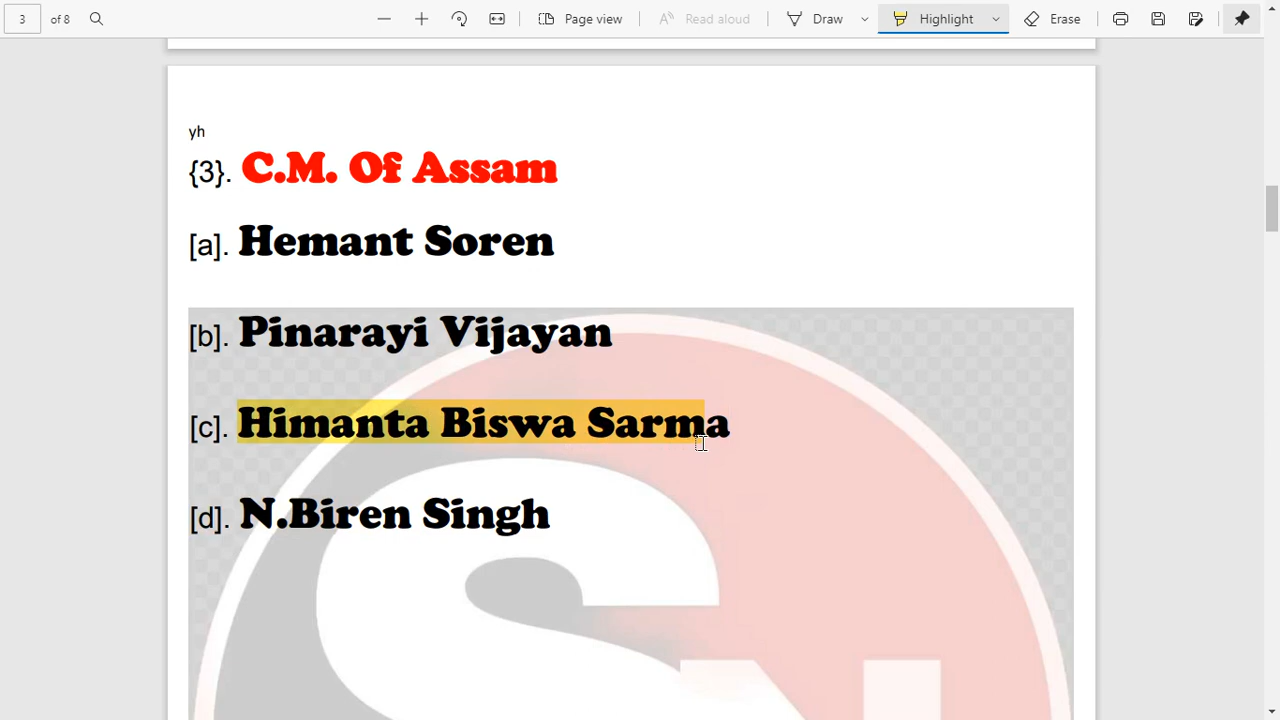 3 of 8 Page view Read aloud Draw Highlight Erase
yh
{3}. C.M. Of Assam
[a]. Hemant Soren
[b]. Pinarayi Vijayan
[c]. Himanta Biswa Sarma
[d]. N.Biren Singh